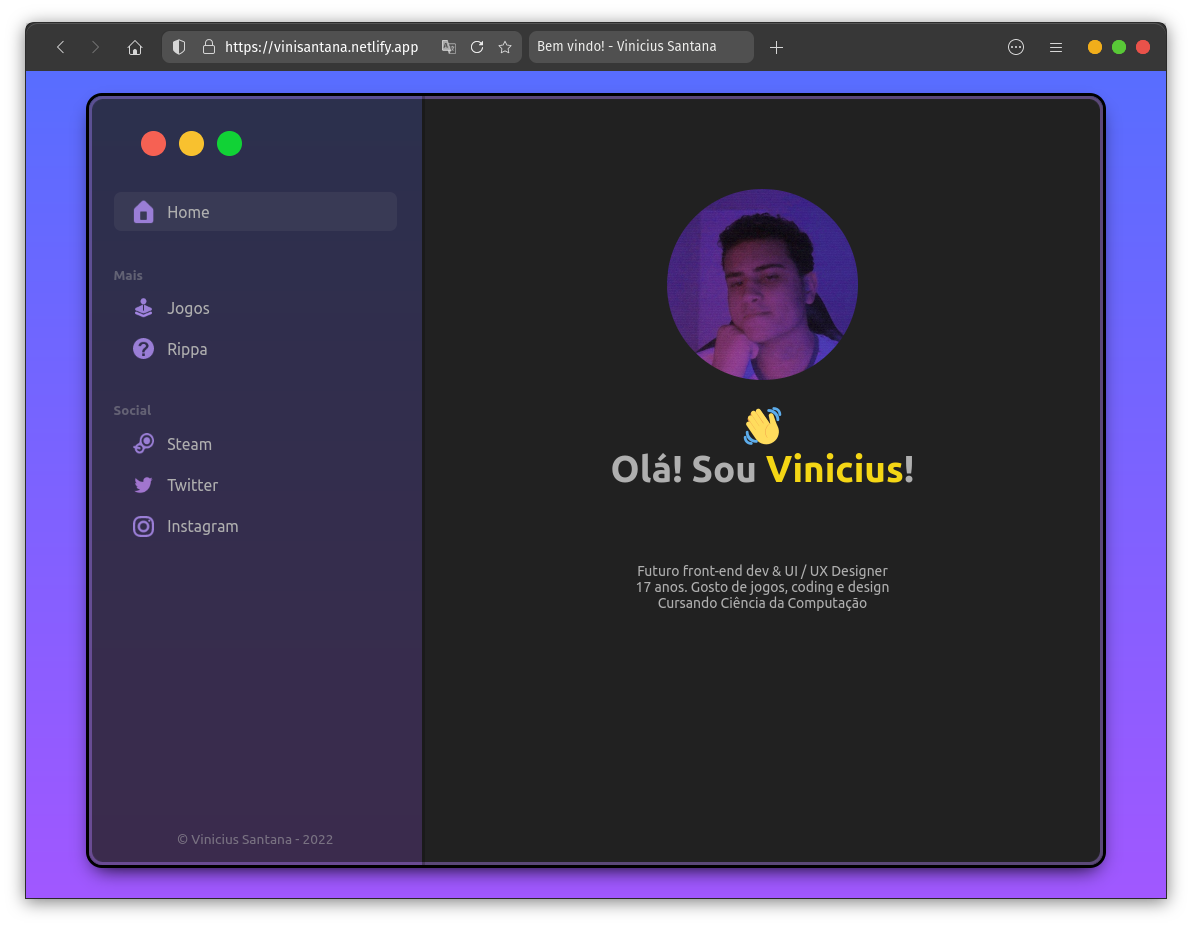 https://vinisantana.netlify.app
Bem vindo! - Vinicius Santana
Home
Mais
Jogos
Rippa
Social
Steam
Twitter
Instagram
© Vinicius Santana - 2022
Olá! Sou Vinicius!
Futuro front-end dev & UI / UX Designer
17 anos. Gosto de jogos, coding e design
Cursando Ciência da Computação